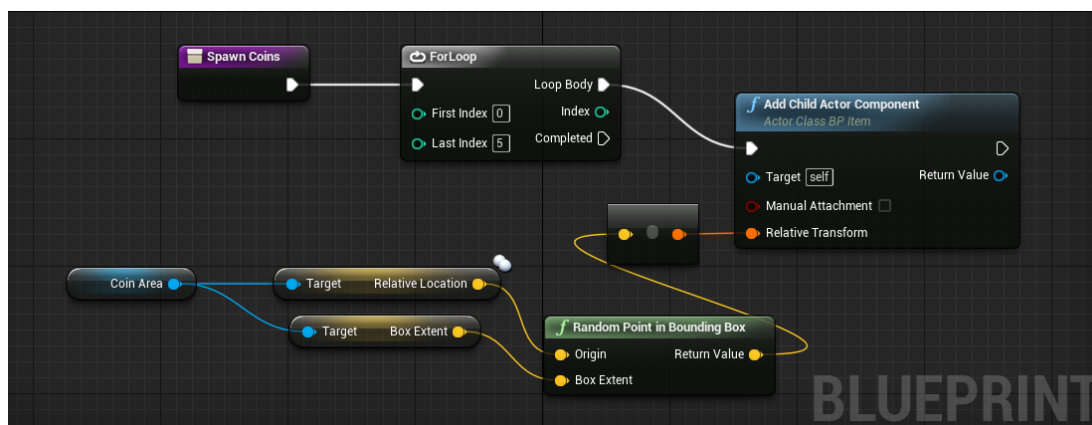 Spawn Coins
ForLoop
Loop Body
First Index 0
Index
Last Index 5
Completed
f Add Child Actor Component
Actor Class BP Item
Target self
Return Value
Manual Attachment
Relative Transform
Coin Area
Target Relative Location
Target Box Extent
f Random Point in Bounding Box
Origin Return Value
Box Extent
BLUEPRINT